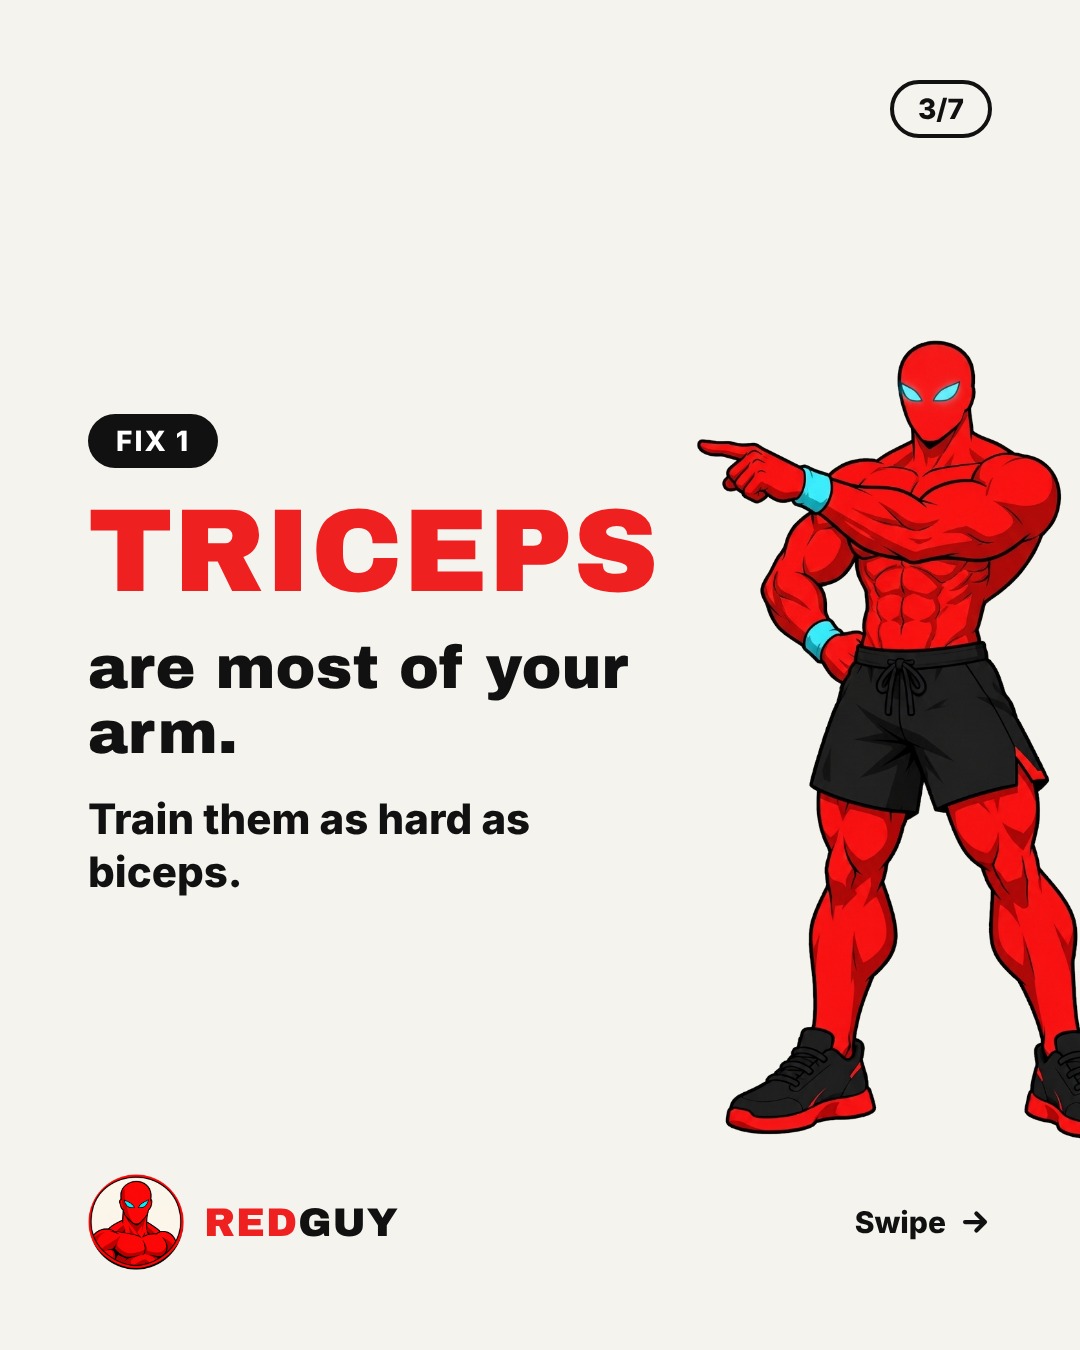 3/7
FIX 1
TRICEPS
are most of your
arm.
Train them as hard as
biceps.
REDGUY
Swipe →